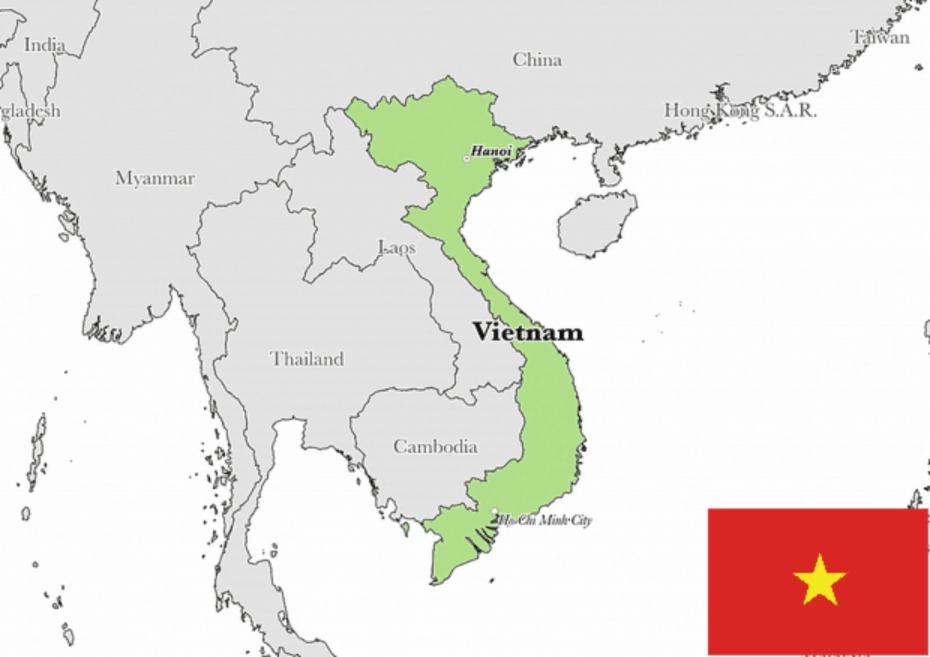 Taiwan
India
China
gladesh
Hong Kong S.A.R.
Hanoi
Myanmar
Laos
Vietnam
Thailand
Cambodia
Ho Chi Minh City